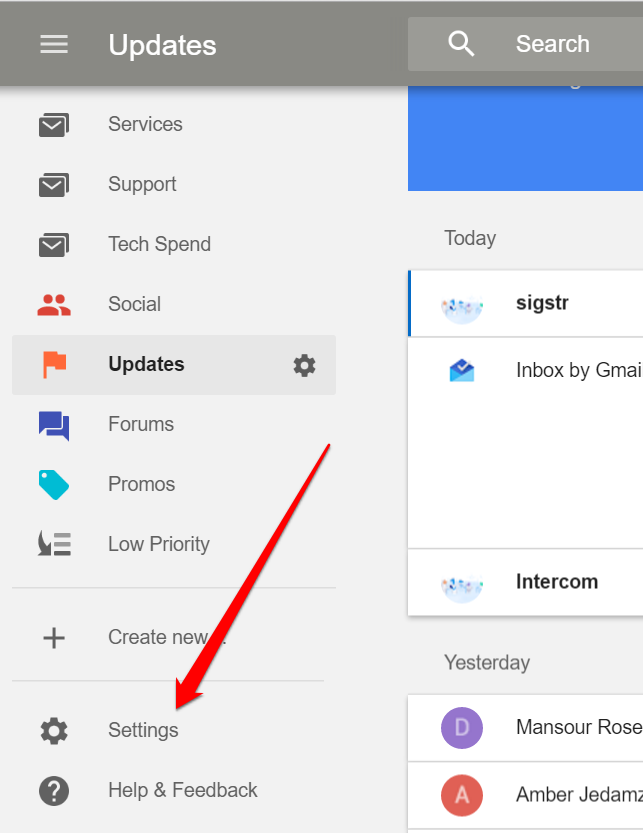 Updates
Search
Services
Support
Tech Spend
Social
Updates
Forums
Promos
Low Priority
Create new...
Settings
Help & Feedback
Today
sigstr
Inbox by Gmai
Intercom
Yesterday
D
Mansour Rose
A
Amber Jedamz